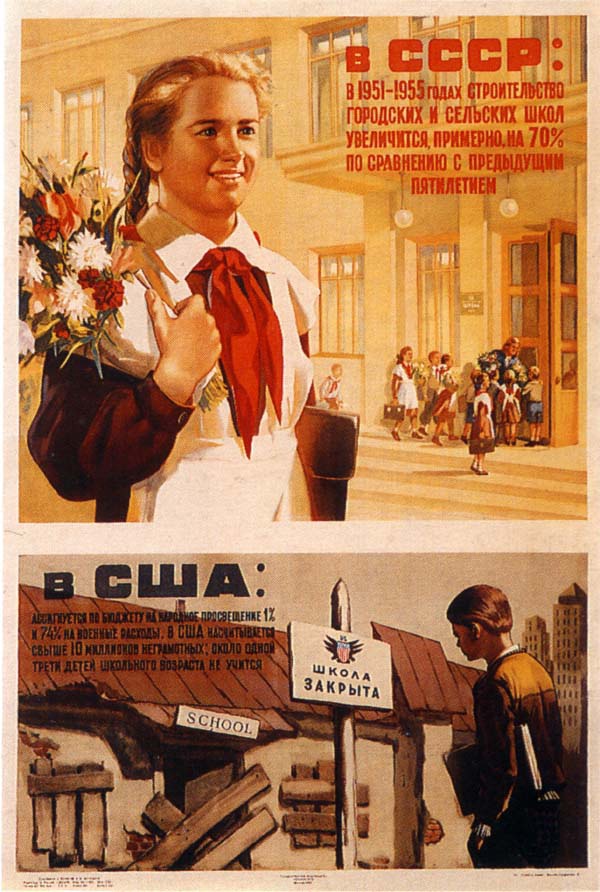 В СССР:
В 1951–1955 ГОДАХ СТРОИТЕЛЬСТВО
ГОРОДСКИХ И СЕЛЬСКИХ ШКОЛ
УВЕЛИЧИТСЯ, ПРИМЕРНО, НА 70%
ПО СРАВНЕНИЮ С ПРЕДЫДУЩИМ
ПЯТИЛЕТИЕМ
В США:
АССИГНУЕТСЯ ПО БЮДЖЕТУ НА НАРОДНОЕ ПРОСВЕЩЕНИЕ 1%
И 74% НА ВОЕННЫЕ РАСХОДЫ. В США НАСЧИТЫВАЕТСЯ
СВЫШЕ 10 МИЛЛИОНОВ НЕГРАМОТНЫХ; ОКОЛО ОДНОЙ
ТРЕТИ ДЕТЕЙ ШКОЛЬНОГО ВОЗРАСТА НЕ УЧИТСЯ
US
ШКОЛА
ЗАКРЫТА
SCHOOL